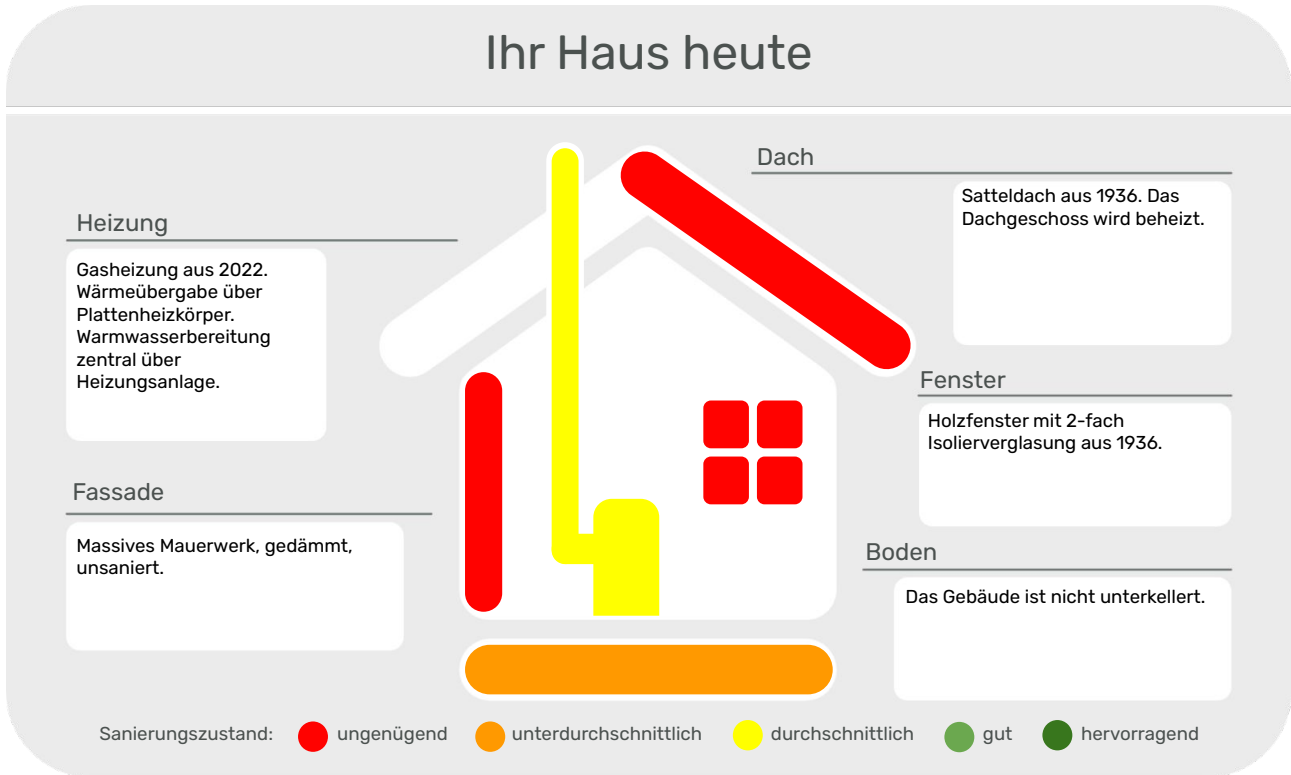 Ihr Haus heute
Heizung
Gasheizung aus 2022.
Wärmeübergabe über
Plattenheizkörper.
Warmwasserbereitung
zentral über
Heizungsanlage.
Fassade
Massives Mauerwerk, gedämmt,
unsaniert.
Dach
Satteldach aus 1936. Das
Dachgeschoss wird beheizt.
Fenster
Holzfenster mit 2-fach
Isolierverglasung aus 1936.
Boden
Das Gebäude ist nicht unterkellert.
Sanierungszustand: ungenügend unterdurchschnittlich durchschnittlich gut hervorragend